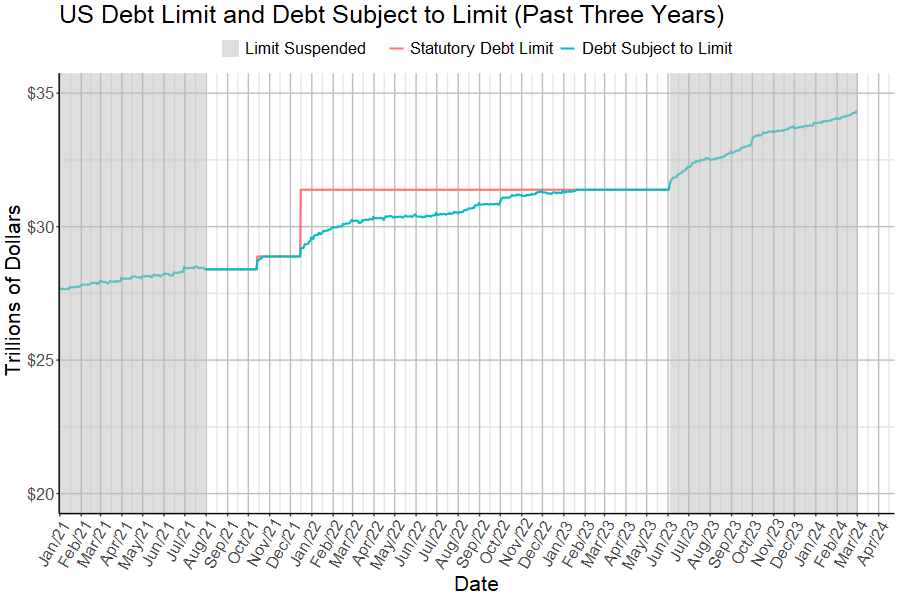 US Debt Limit and Debt Subject to Limit (Past Three Years)
Limit Suspended Statutory Debt Limit Debt Subject to Limit
Trillions of Dollars
$35
$30
$25
$20
Jan/21 Feb/21 Mar/21 Apr/21 May/21 Jun/21 Jul/21 Aug/21 Sep/21 Oct/21 Nov/21 Dec/21 Jan/22 Feb/22 Mar/22 Apr/22 May/22 Jun/22 Jul/22 Aug/22 Sep/22 Oct/22 Nov/22 Dec/22 Jan/23 Feb/23 Mar/23 Apr/23 May/23 Jun/23 Jul/23 Aug/23 Sep/23 Oct/23 Nov/23 Dec/23 Jan/24 Feb/24 Mar/24 Apr/24
Date